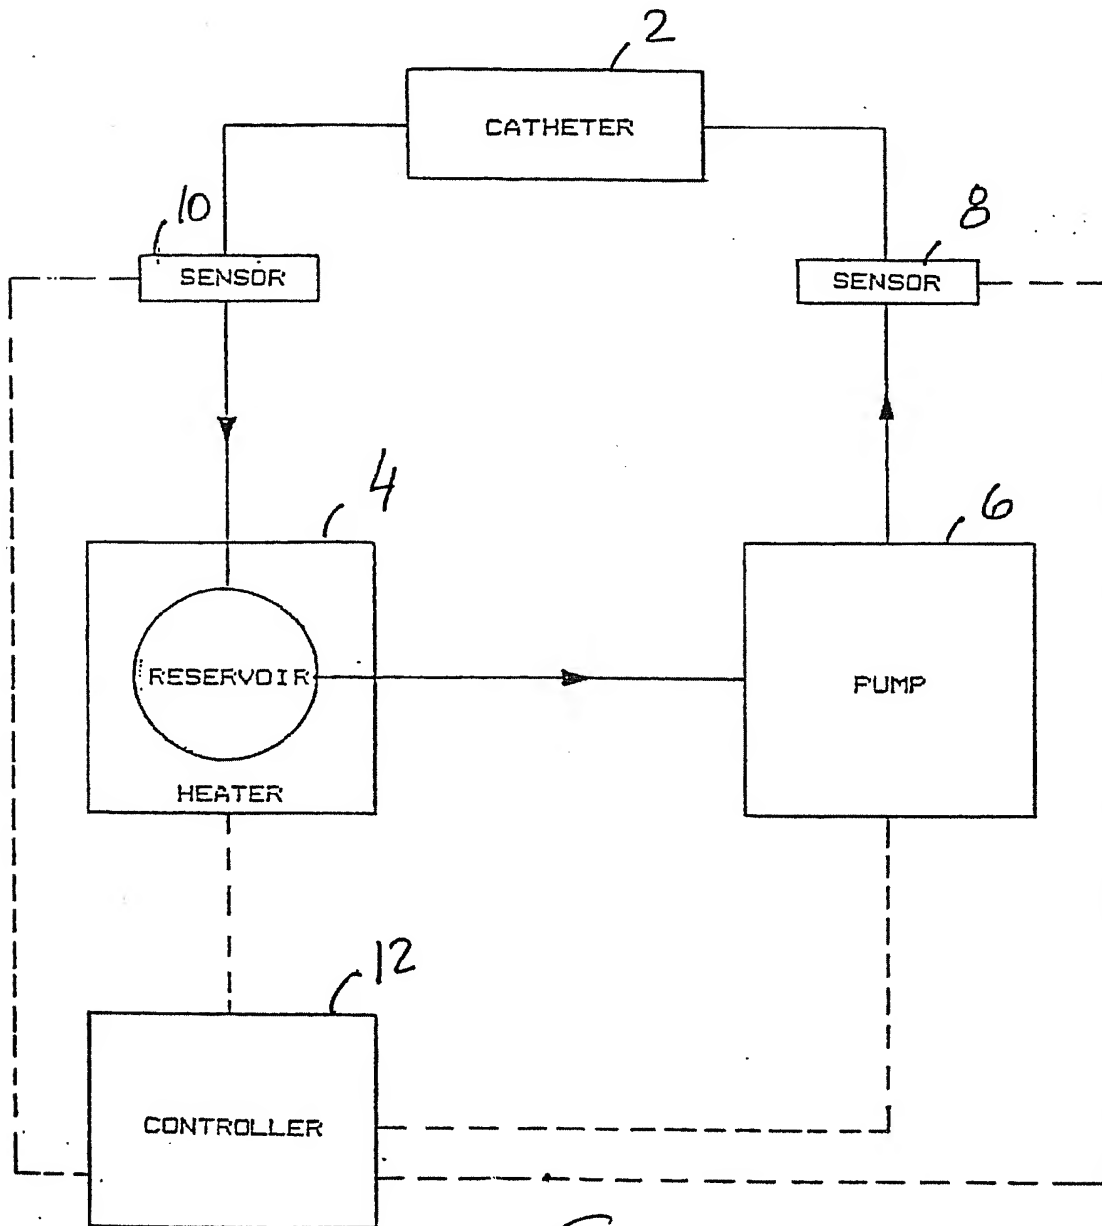 2
CATHETER
10
SENSOR
8
SENSOR
4
RESERVOIR
HEATER
6
PUMP
12
CONTROLLER